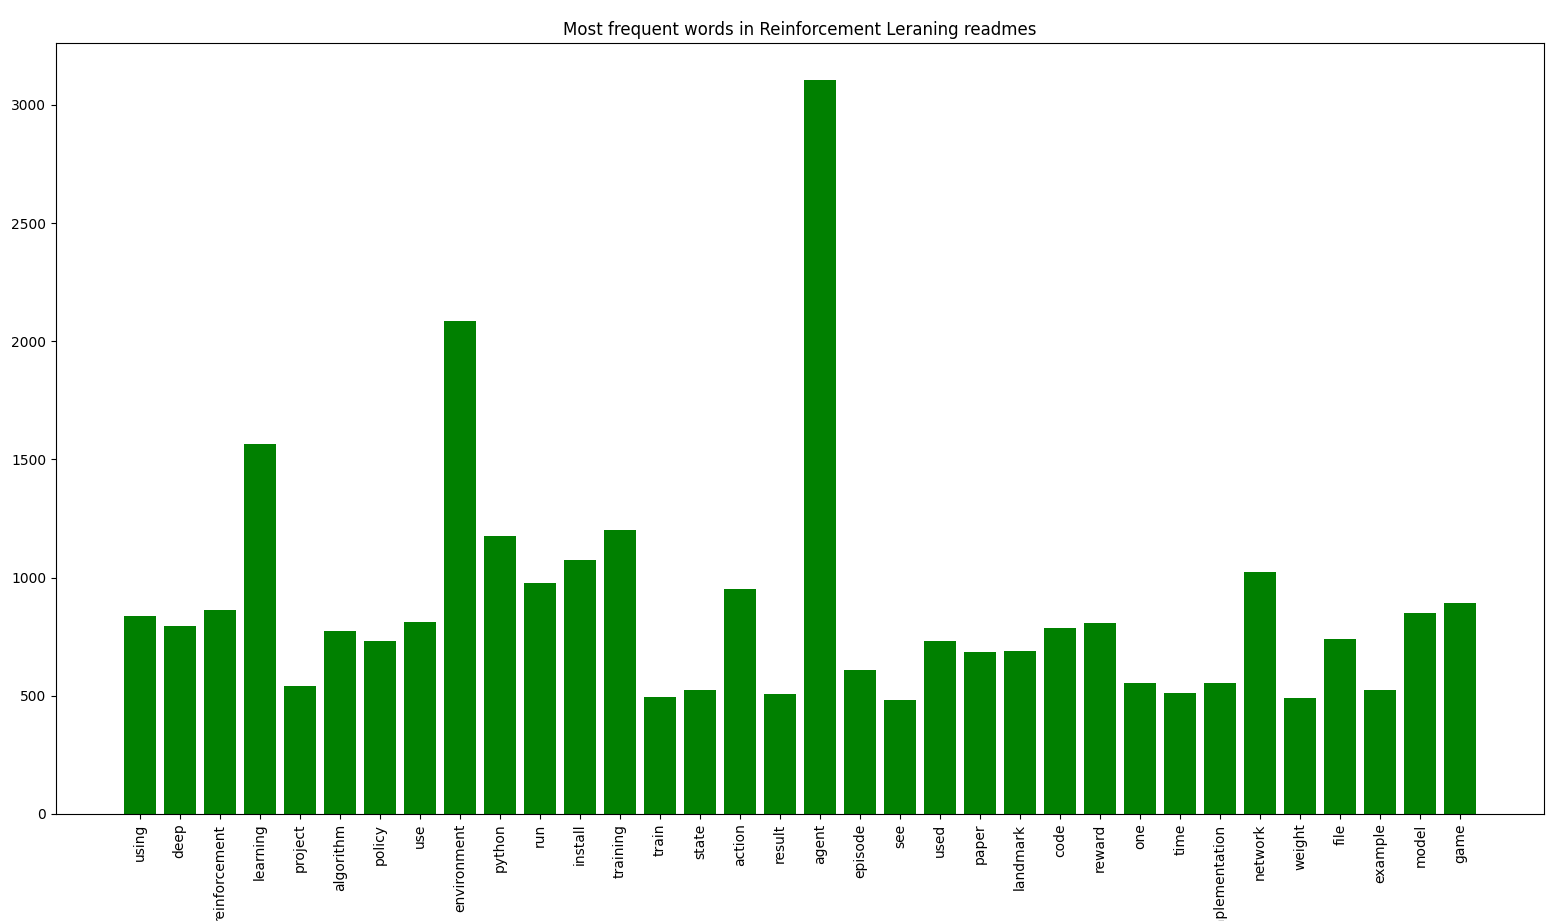 Most frequent words in Reinforcement Leraning readmes
3000
2500
2000
1500
1000
500
0
using
deep
reinforcement
learning
project
algorithm
policy
use
environment
python
run
install
training
train
state
action
result
agent
episode
see
used
paper
landmark
code
reward
one
time
plementation
network
weight
file
example
model
game